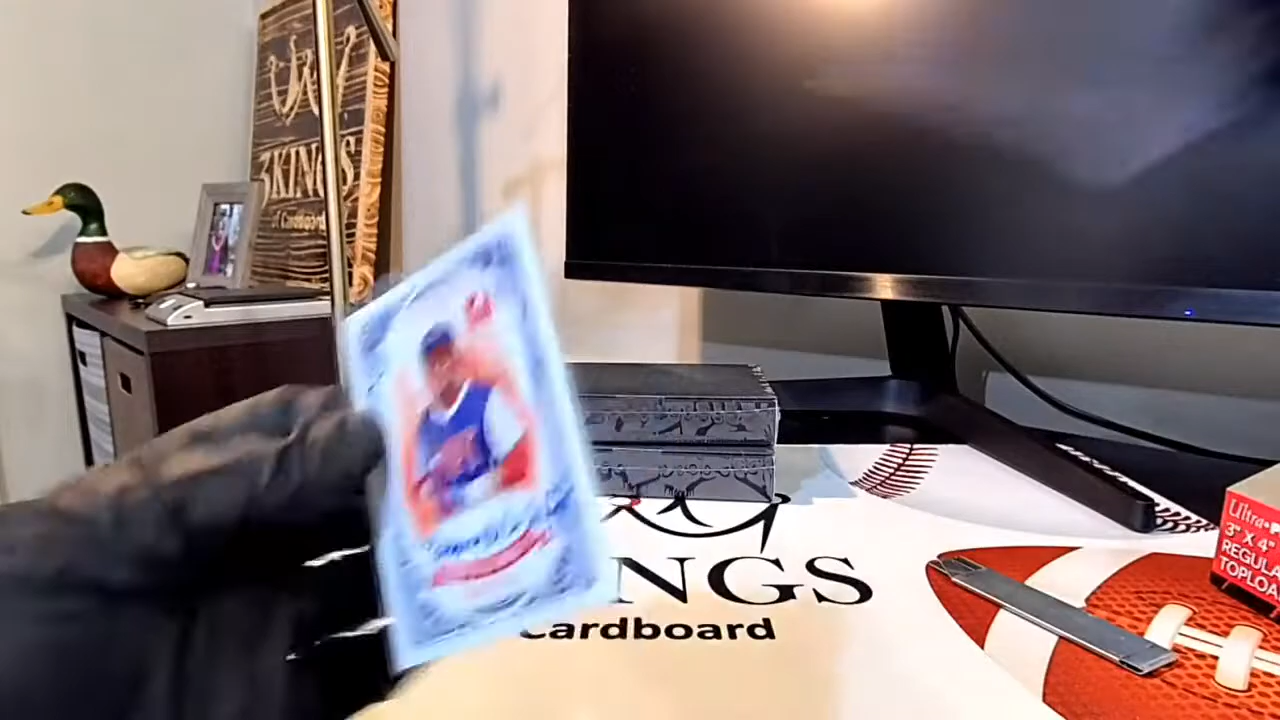 3KINGS
of Cardboard
NGS
Cardboard
Ultra•P
3" X 4"
REGULA
TOPLOA